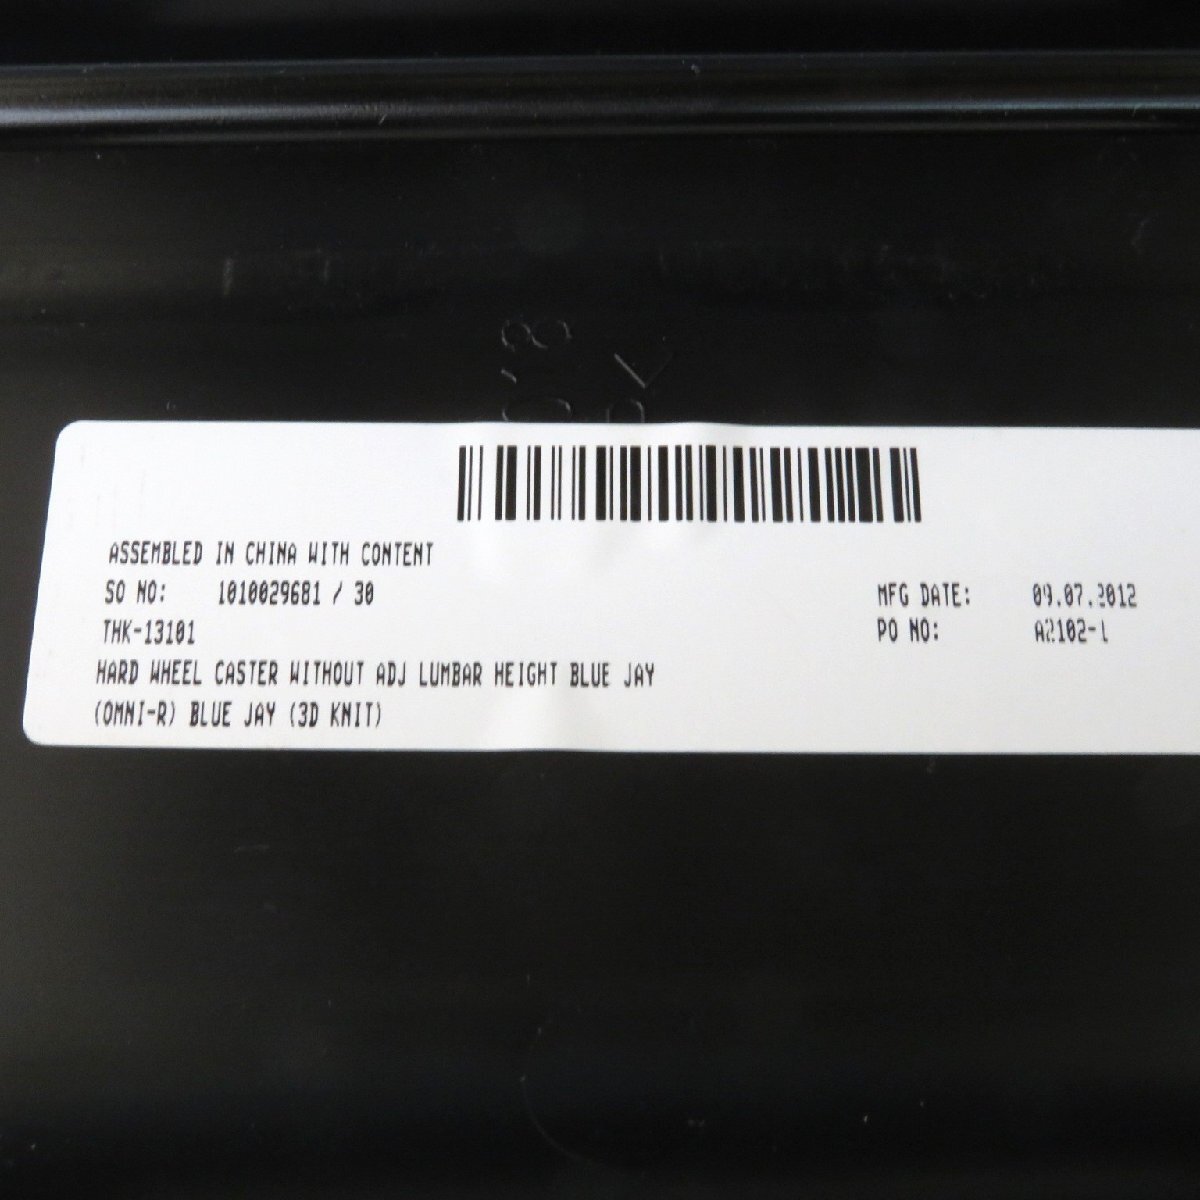 ASSEMBLED IN CHINA WITH CONTENT
SO NO: 1010029681 / 30
MFG DATE: 09.07.2012
THK-13101
PO NO: A2102-1
HARD WHEEL CASTER WITHOUT ADJ LUMBAR HEIGHT BLUE JAY
(OMNI-R) BLUE JAY (3D KNIT)